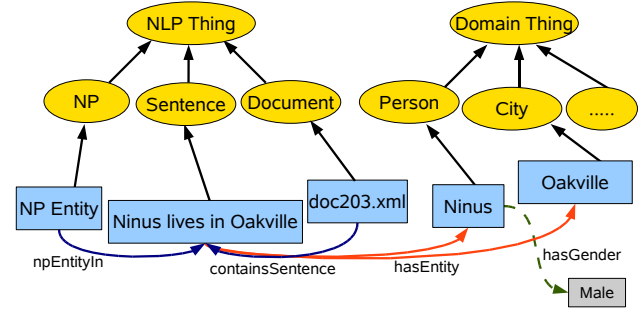 NLP Thing
Domain Thing
NP
Sentence
Document
Person
City
.....
NP Entity
Ninus lives in Oakville
doc203.xml
Ninus
Oakville
npEntityIn
containsSentence
hasEntity
hasGender
Male